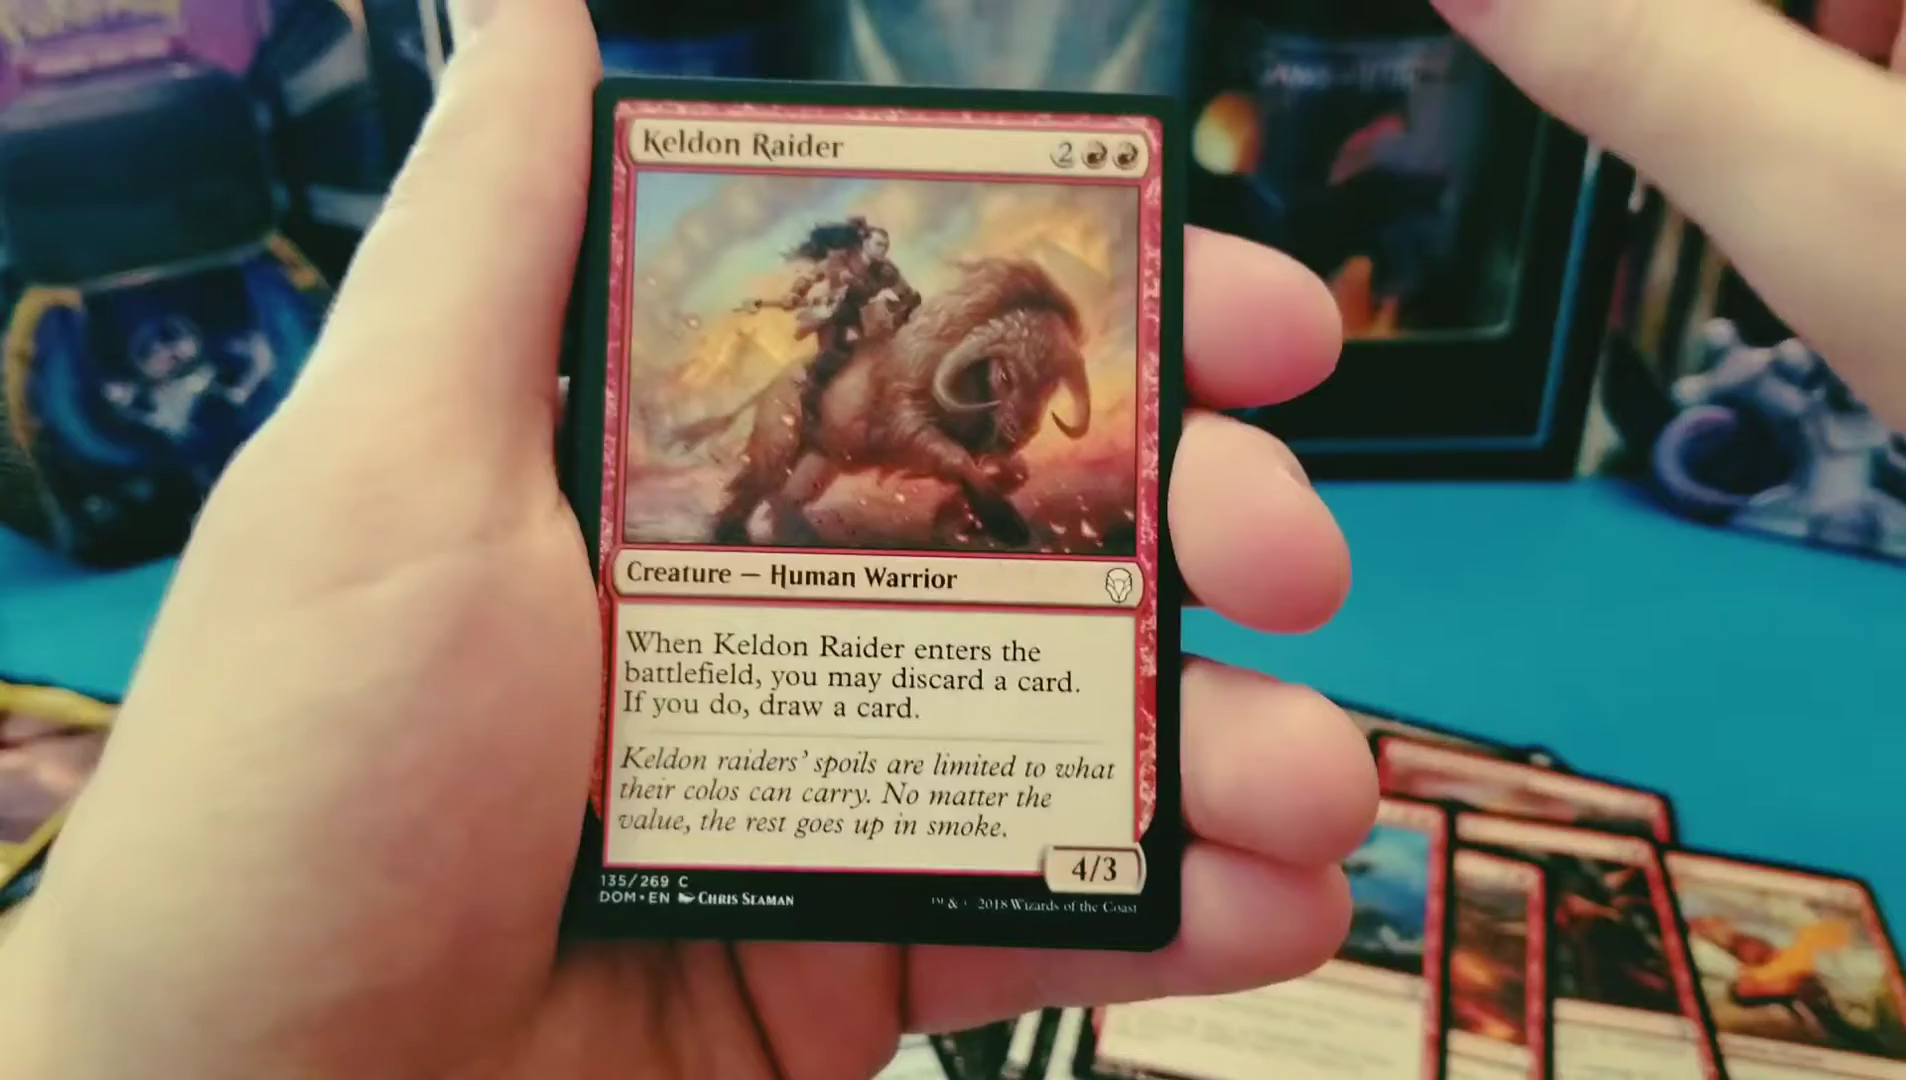 Keldon Raider
2
Creature — Human Warrior
When Keldon Raider enters the
battlefield, you may discard a card.
If you do, draw a card.
Keldon raiders' spoils are limited to what
their colos can carry. No matter the
value, the rest goes up in smoke.
4/3
135/269 C
DOM • EN Chris Seaman
™ & © 2018 Wizards of the Coast